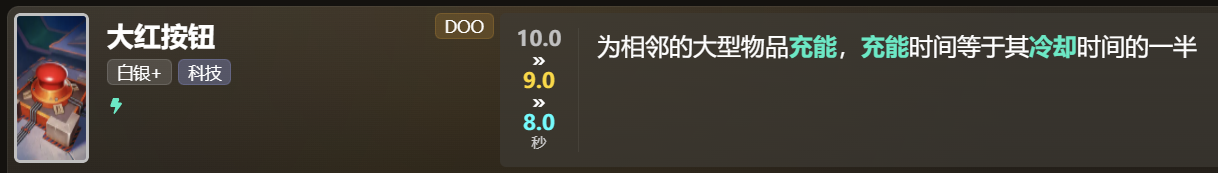 大红按钮
DOO
白银+ 科技
10.0
»
9.0
»
8.0
秒
为相邻的大型物品充能，充能时间等于其冷却时间的一半